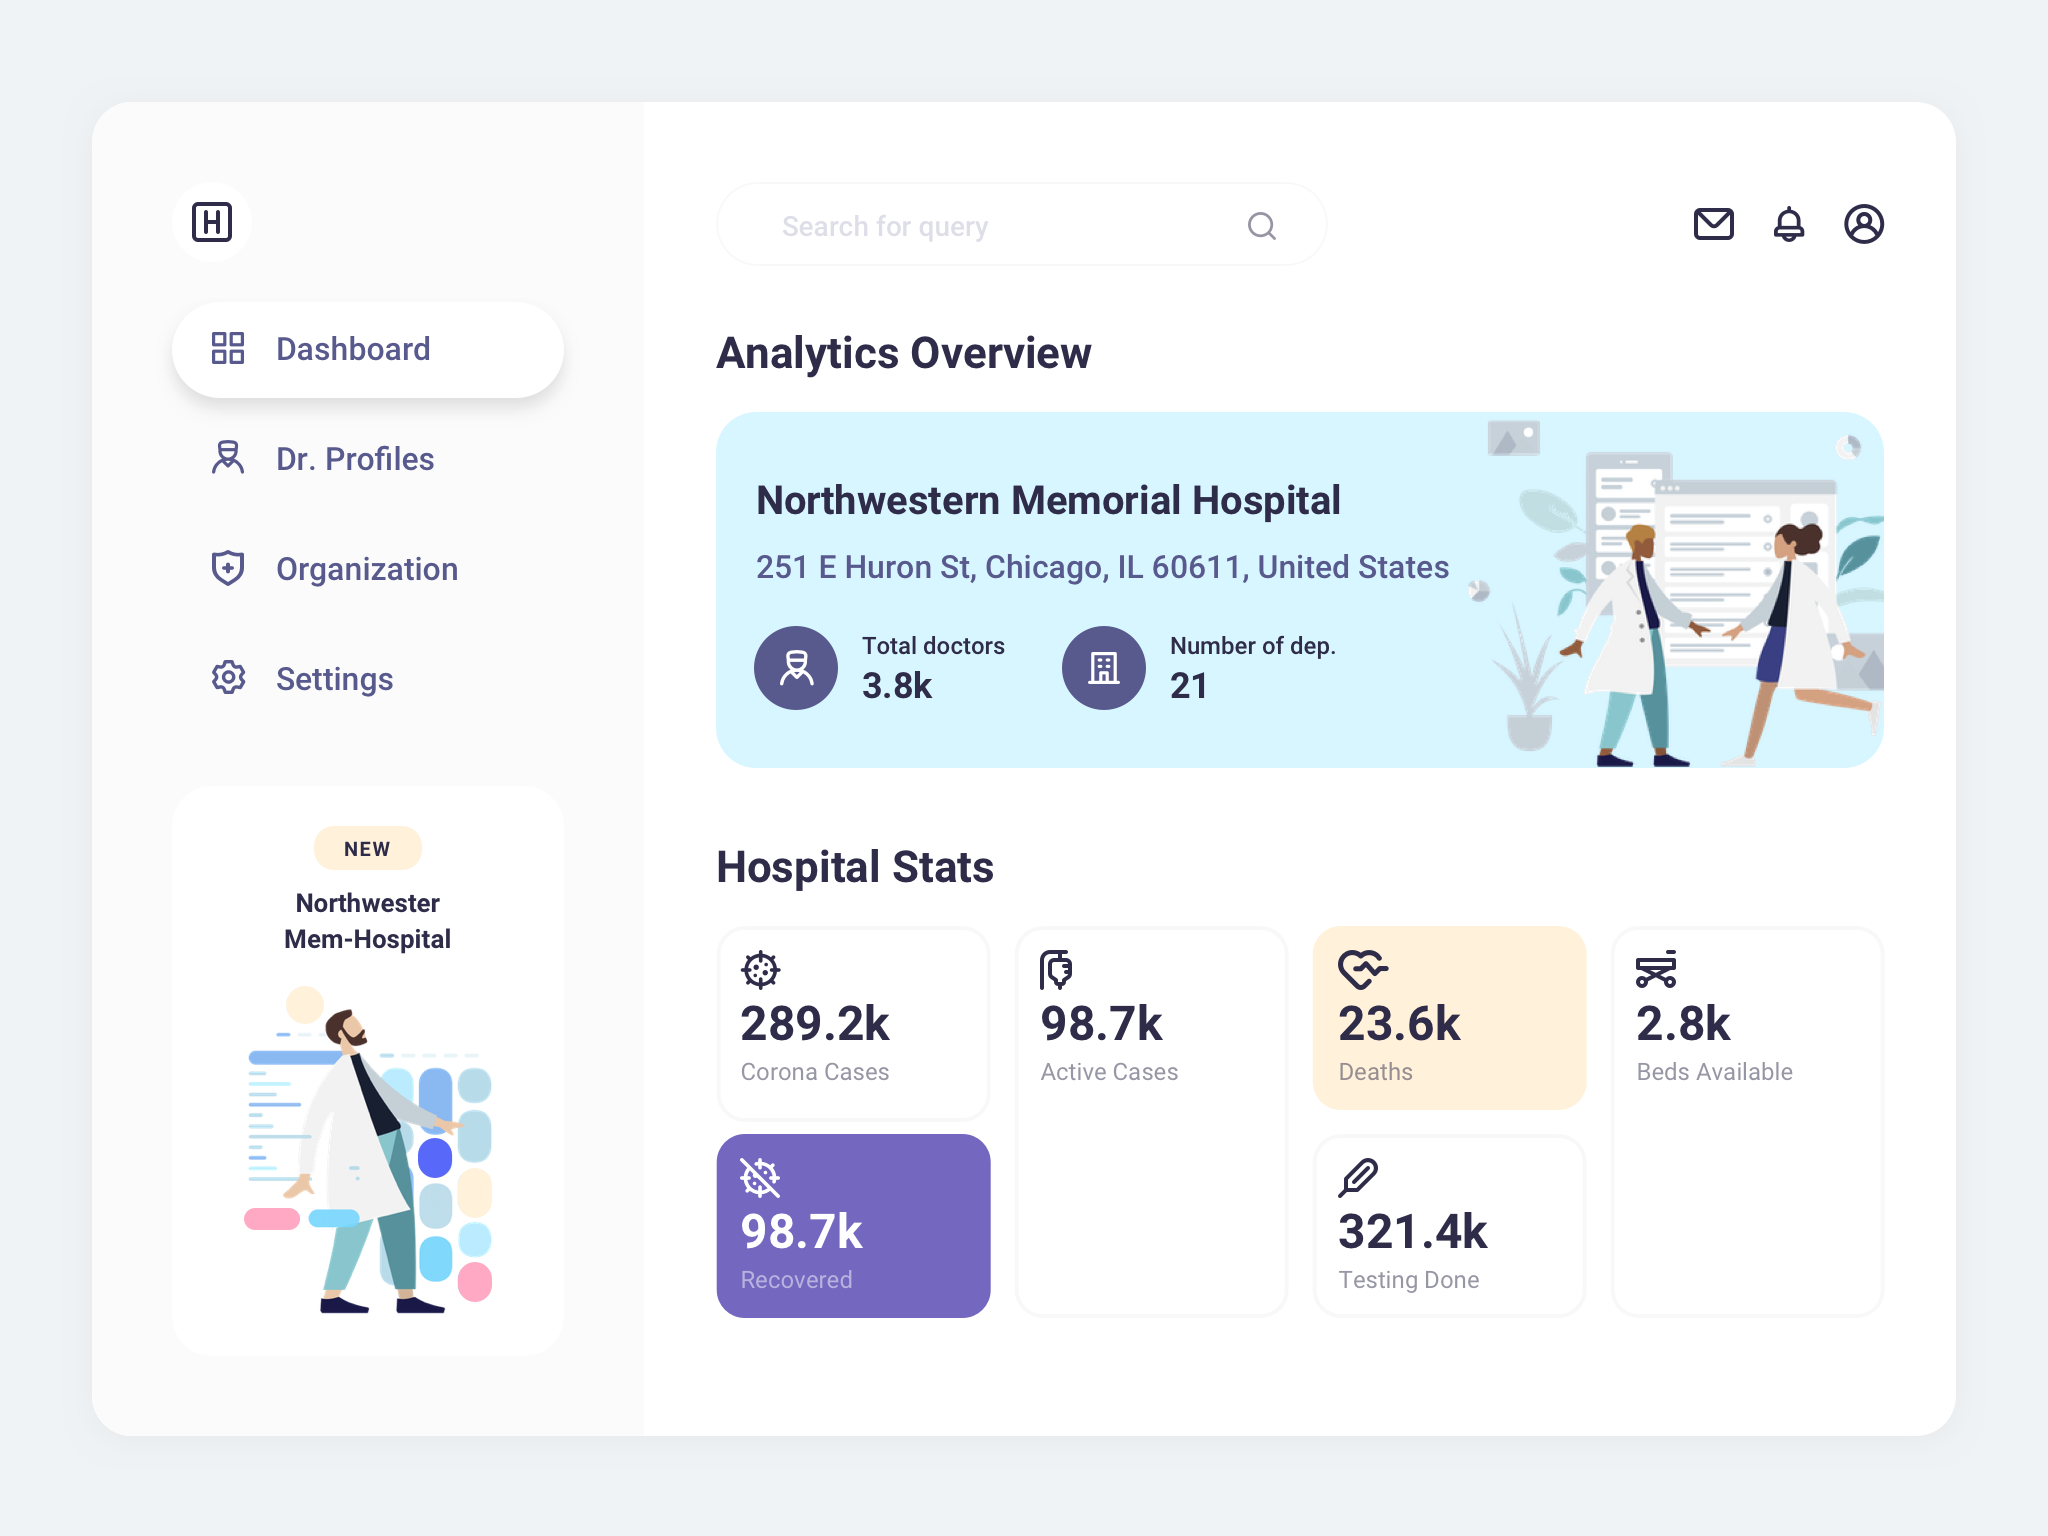 H
Dashboard
Dr. Profiles
Organization
Settings
NEW
Northwester
Mem-Hospital
Search for query
Analytics Overview
Northwestern Memorial Hospital
251 E Huron St, Chicago, IL 60611, United States
Total doctors
3.8k
Number of dep.
21
Hospital Stats
289.2k
Corona Cases
98.7k
Active Cases
23.6k
Deaths
2.8k
Beds Available
98.7k
Recovered
321.4k
Testing Done